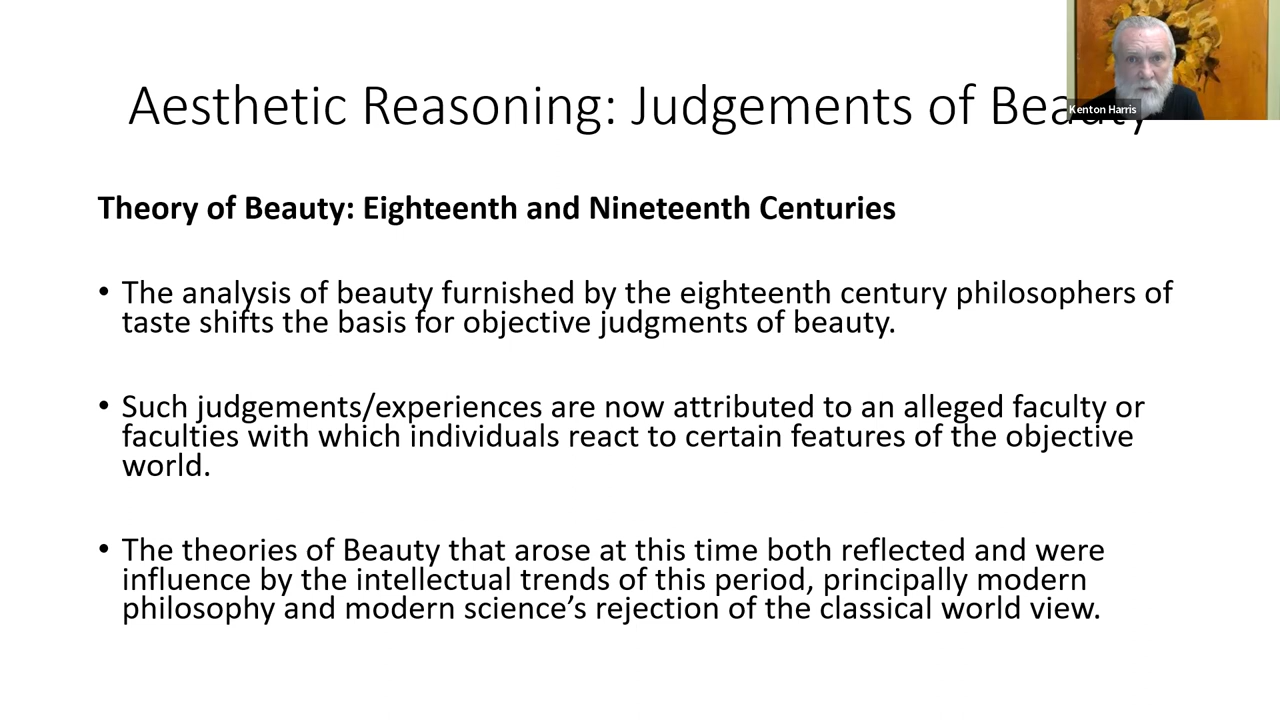 Aesthetic Reasoning: Judgements of Beauty
Kenton Harris
Theory of Beauty: Eighteenth and Nineteenth Centuries
• The analysis of beauty furnished by the eighteenth century philosophers of
taste shifts the basis for objective judgments of beauty.
• Such judgements/experiences are now attributed to an alleged faculty or
faculties with which individuals react to certain features of the objective
world.
• The theories of Beauty that arose at this time both reflected and were
influence by the intellectual trends of this period, principally modern
philosophy and modern science’s rejection of the classical world view.